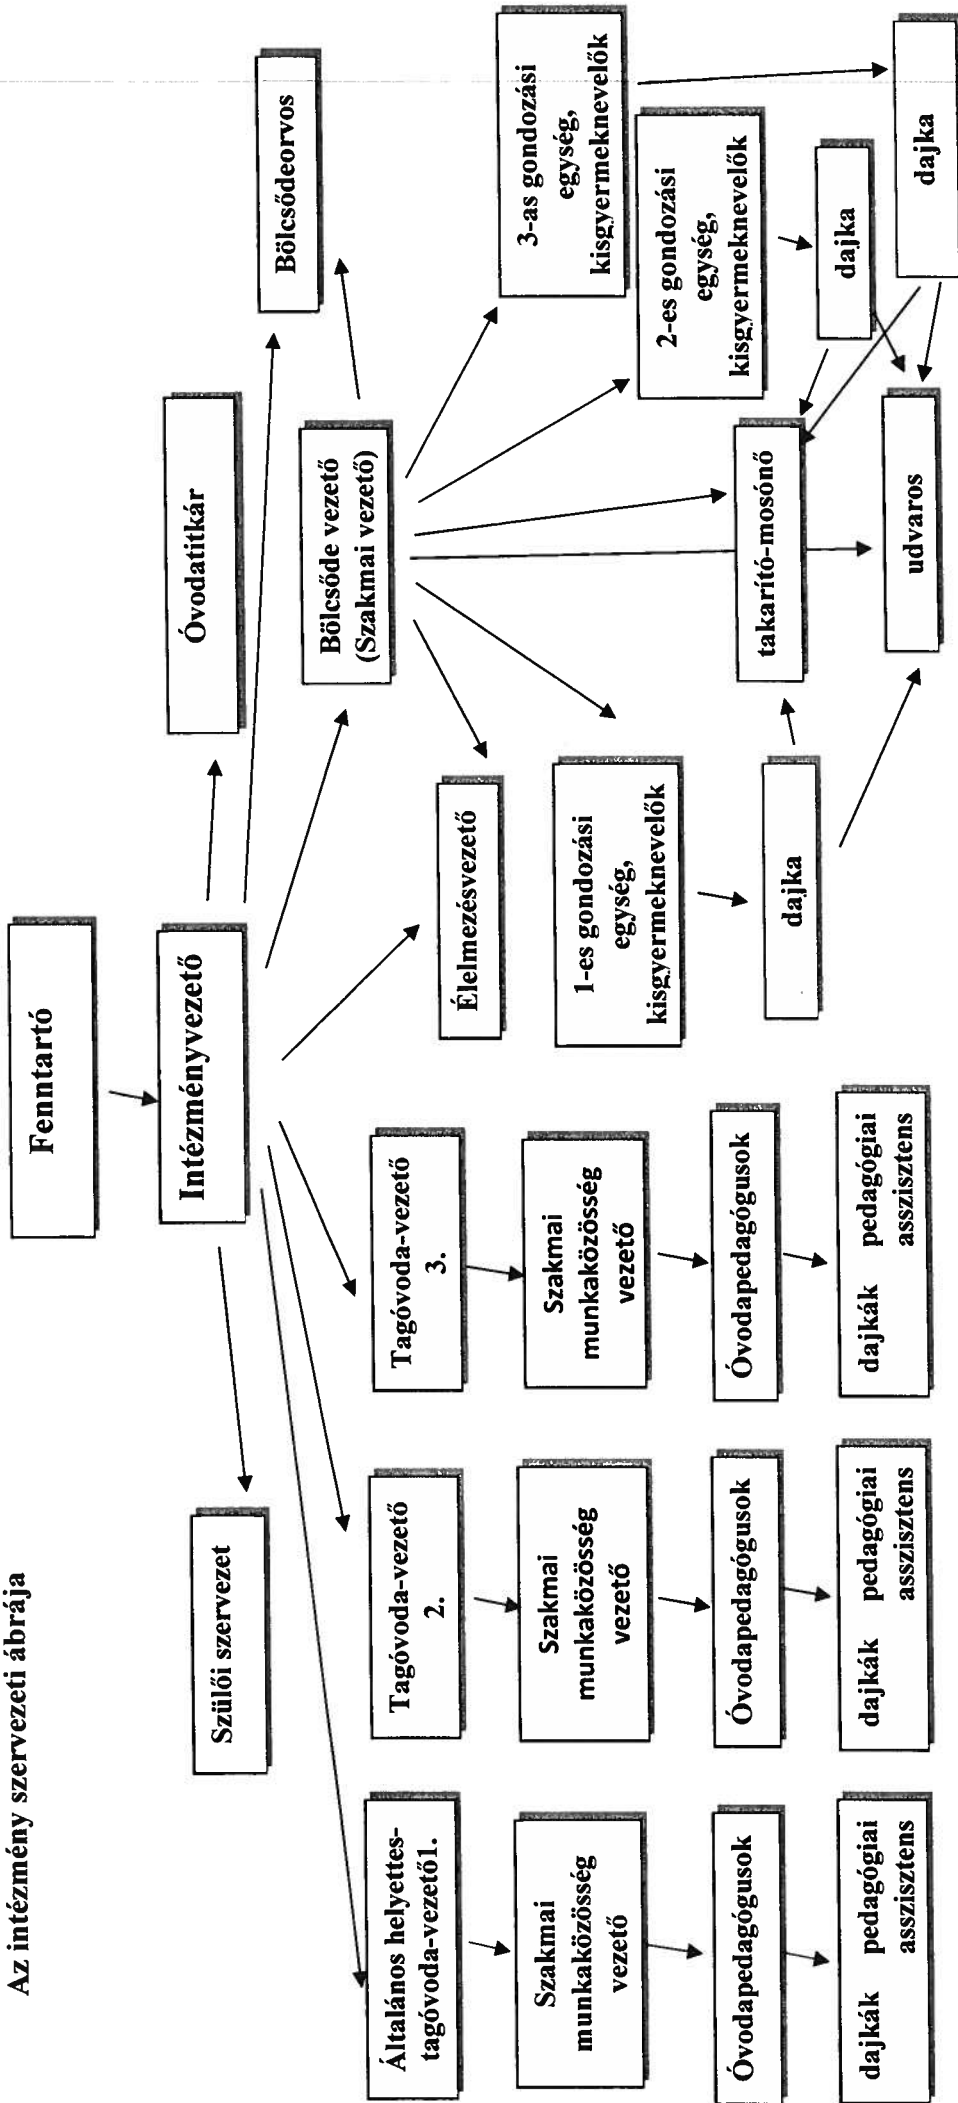 Az intézmény szervezeti ábrája
Fenntartó
Intézményvezető
Szülői szervezet
Óvodatitkár
Bölcsődeorvos
Általános helyettes-
tagóvoda-vezető1.
Tagóvoda-vezető
2.
Tagóvoda-vezető
3.
Élelmezésvezető
Bölcsőde vezető
(Szakmai vezető)
Szakmai
munkaközösség
vezető
Szakmai
munkaközösség
vezető
Szakmai
munkaközösség
vezető
1-es gondozási
egység,
kisgyermeknevelők
2-es gondozási
egység,
kisgyermeknevelők
3-as gondozási
egység,
kisgyermeknevelők
Óvodapedagógusok
Óvodapedagógusok
Óvodapedagógusok
dajka
takarító-mosónő
dajka
dajka
dajkák pedagógiai
asszisztens
dajkák pedagógiai
asszisztens
dajkák pedagógiai
asszisztens
udvaros